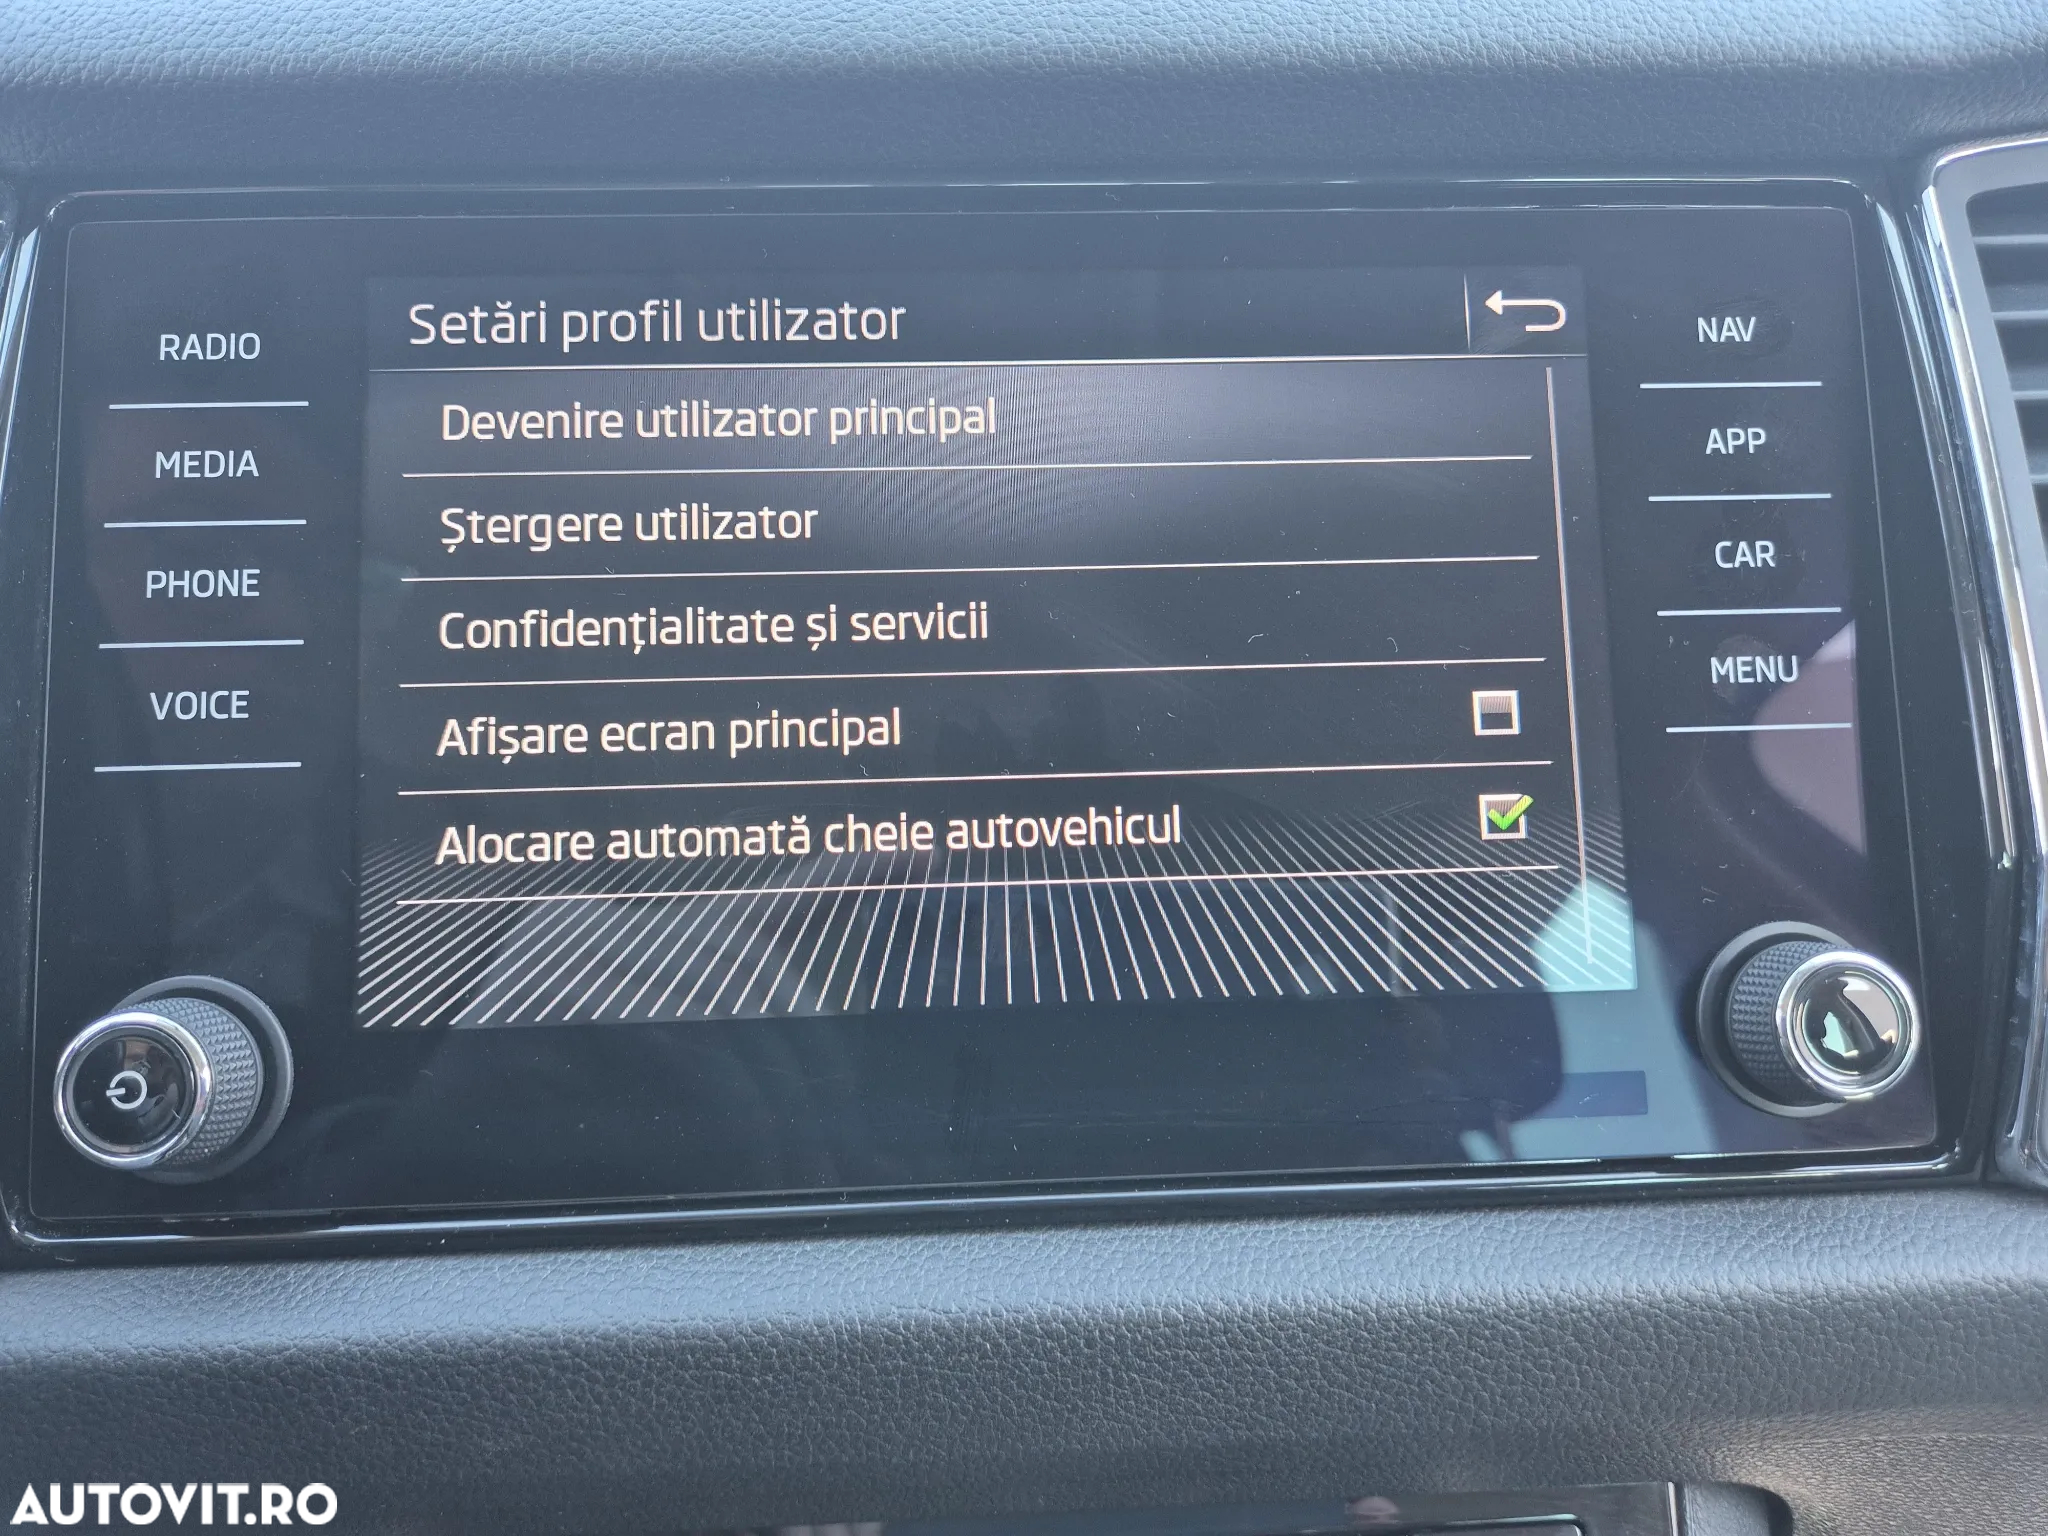 Setări profil utilizator
RADIO
MEDIA
PHONE
VOICE
Devenire utilizator principal
Ștergere utilizator
Confidențialitate și servicii
Afișare ecran principal
Alocare automată cheie autovehicul
NAV
APP
CAR
MENU
AUTOVIT.RO